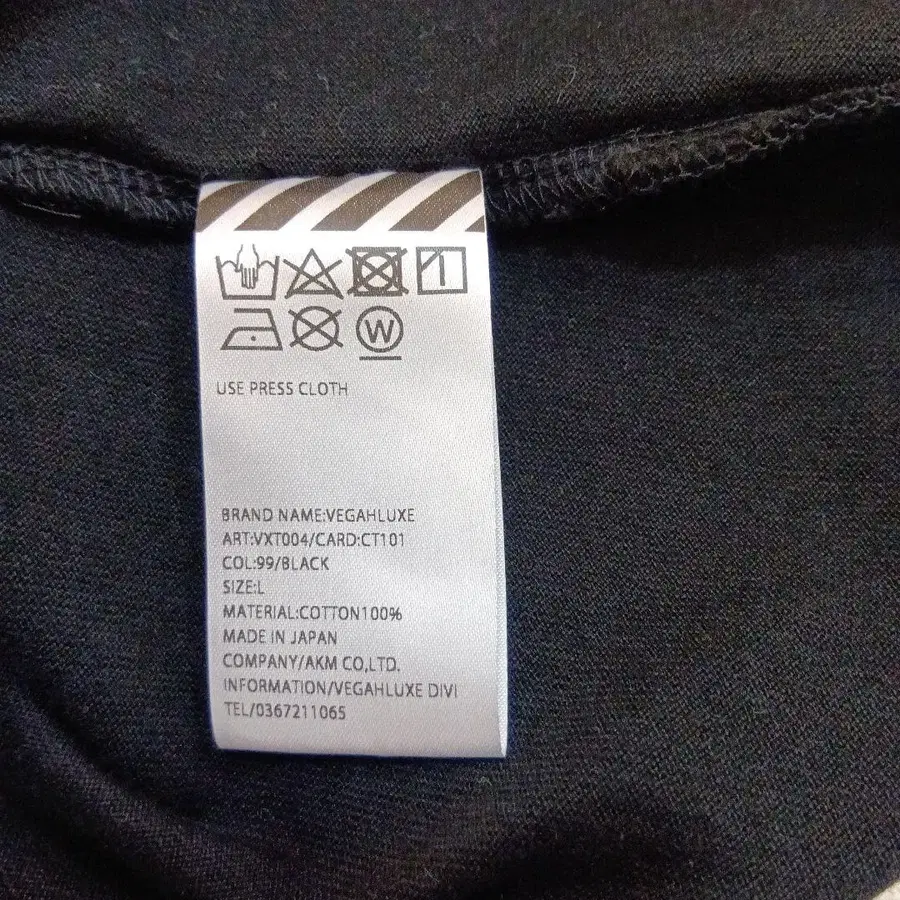 W
USE PRESS CLOTH
BRAND NAME:VEGAHLUXE
ART:VXT004/CARD:CT101
COL:99/BLACK
SIZE:L
MATERIAL:COTTON100%
MADE IN JAPAN
COMPANY/AKM CO,LTD.
INFORMATION/VEGAHLUXE DIVI
TEL/0367211065